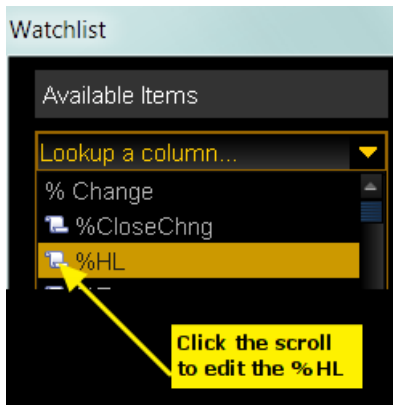 Watchlist
Available Items
Lookup a column...
% Change
%CloseChng
%HL
Click the scroll
to edit the %HL